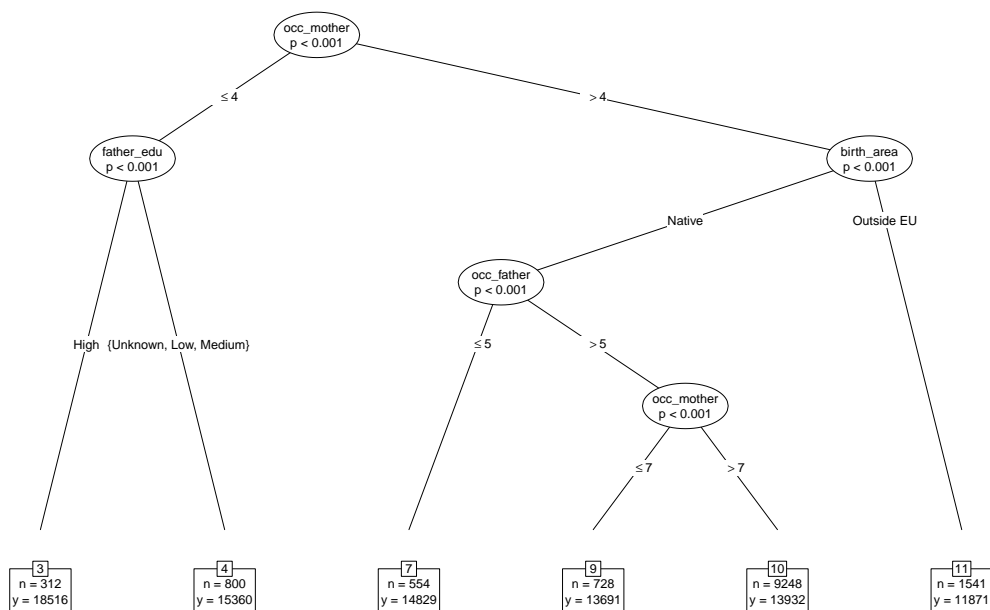 occ_mother
p < 0.001
≤ 4
> 4
father_edu
p < 0.001
birth_area
p < 0.001
Native
Outside EU
occ_father
p < 0.001
High
{Unknown, Low, Medium}
≤ 5
> 5
occ_mother
p < 0.001
≤ 7
> 7
3
n = 312
y = 18516
4
n = 800
y = 15360
7
n = 554
y = 14829
9
n = 728
y = 13691
10
n = 9248
y = 13932
11
n = 1541
y = 11871